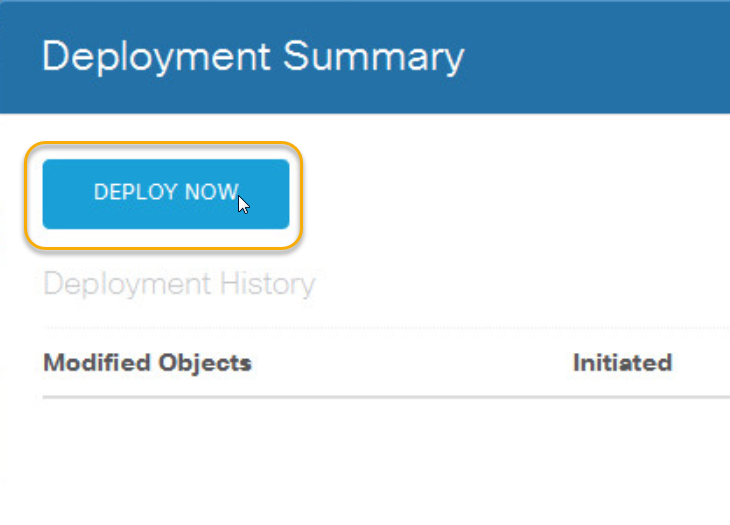 Deployment Summary
DEPLOY NOW
Deployment History
Modified Objects Initiated